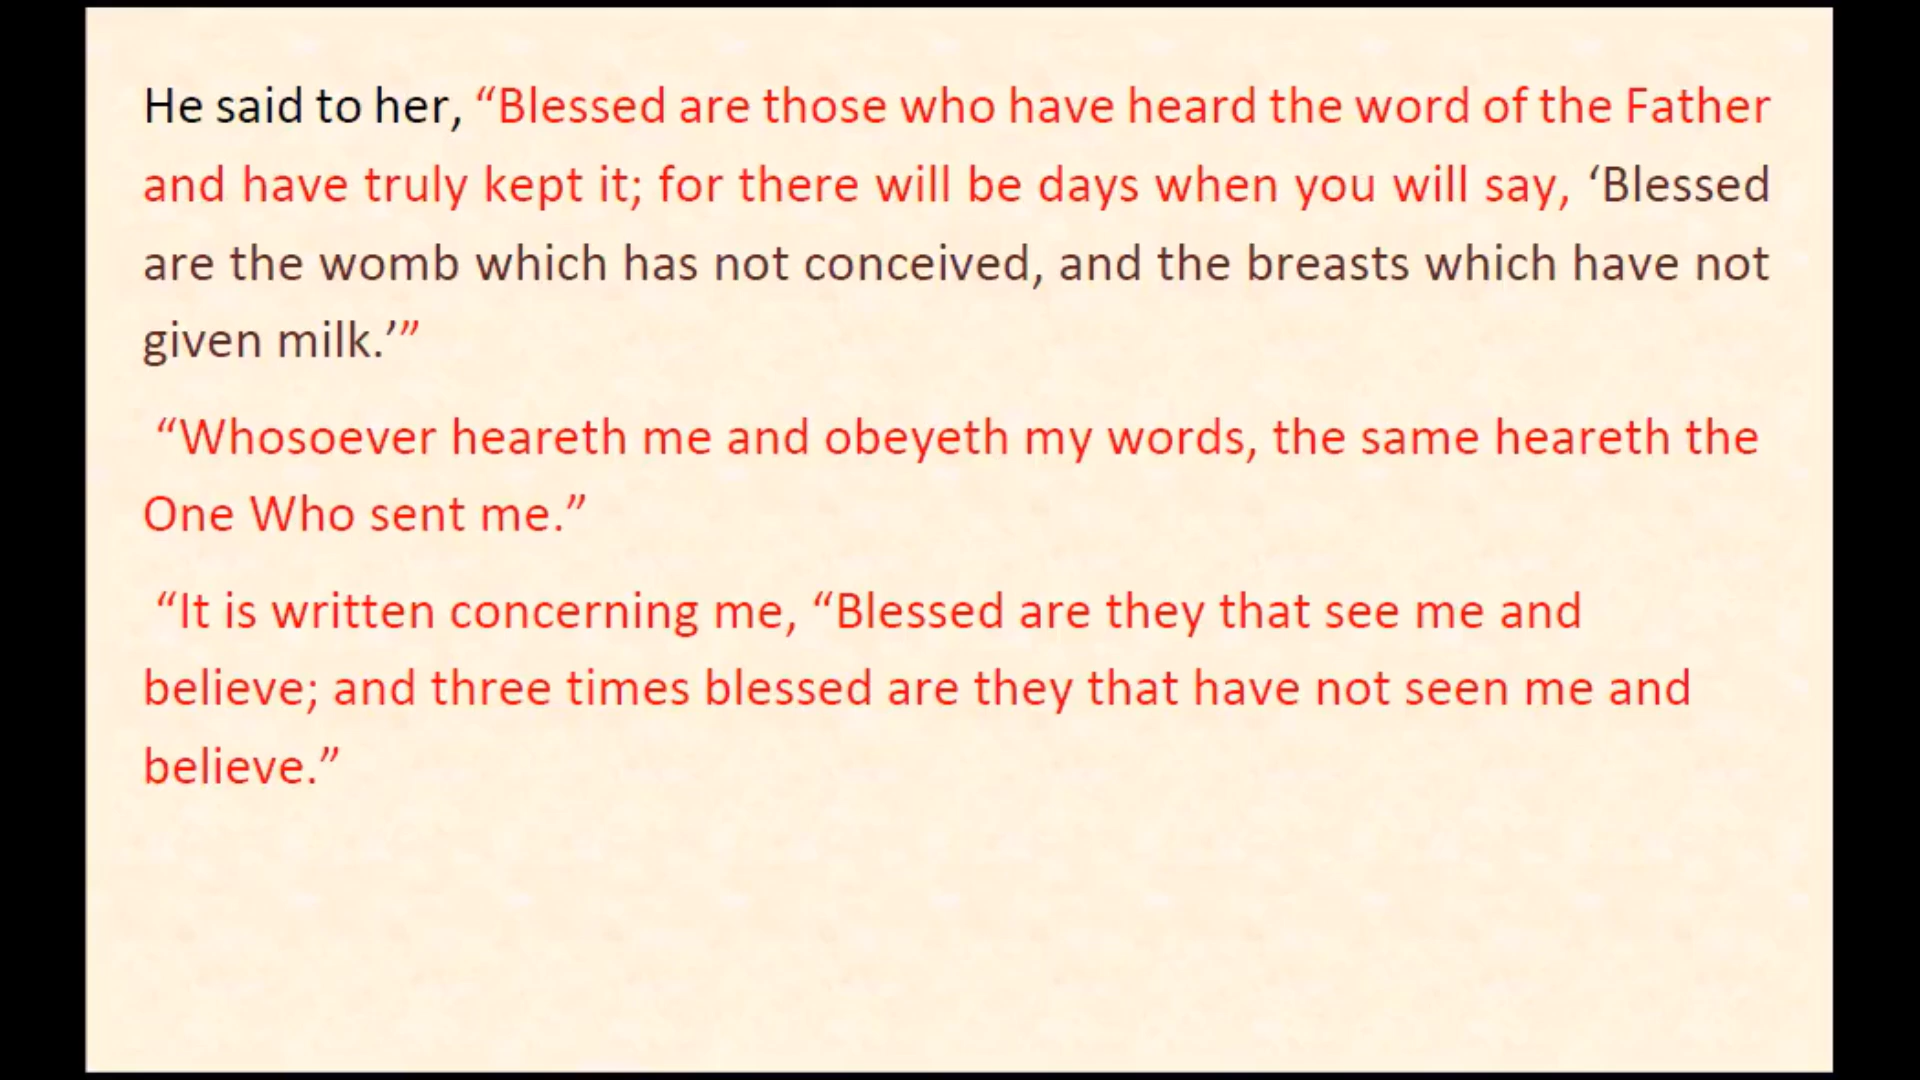 He said to her, “Blessed are those who have heard the word of the Father
and have truly kept it; for there will be days when you will say, ‘Blessed
are the womb which has not conceived, and the breasts which have not
given milk.’”
“Whosoever heareth me and obeyeth my words, the same heareth the
One Who sent me.”
“It is written concerning me, “Blessed are they that see me and
believe; and three times blessed are they that have not seen me and
believe.”